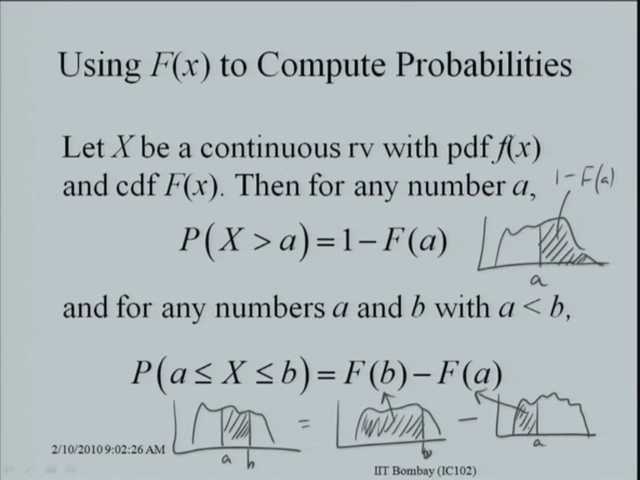 Using F(x) to Compute Probabilities
Let X be a continuous rv with pdf f(x)
and cdf F(x). Then for any number a,
1-F(a)
P(X > a) = 1 − F(a)
a
and for any numbers a and b with a < b,
P(a ≤ X ≤ b) = F(b) − F(a)
= −
a b
b
a
2/10/2010 9:02:26 AM
IIT Bombay (IC102)